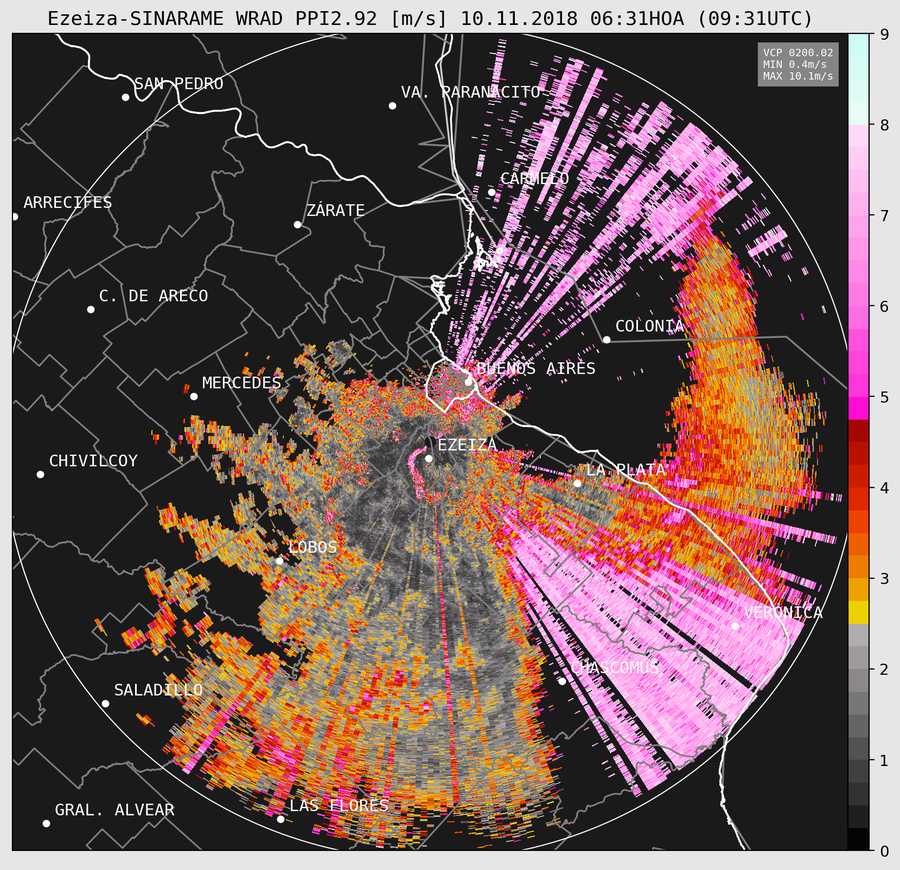 Ezeiza-SINARAME WRAD PPI2.92 [m/s] 10.11.2018 06:31HOA (09:31UTC)
VCP 0200.02
MIN 0.4m/s
MAX 10.1m/s
SAN PEDRO
VA. PARANACITO
CARMELO
ARRECIFES
ZÁRATE
C. DE ARECO
COLONIA
BUENOS AIRES
MERCEDES
EZEIZA
CHIVILCOY
LA PLATA
LOBOS
VERONICA
CHASCOMUS
SALADILLO
LAS FLORES
GRAL. ALVEAR
9
8
7
6
5
4
3
2
1
0